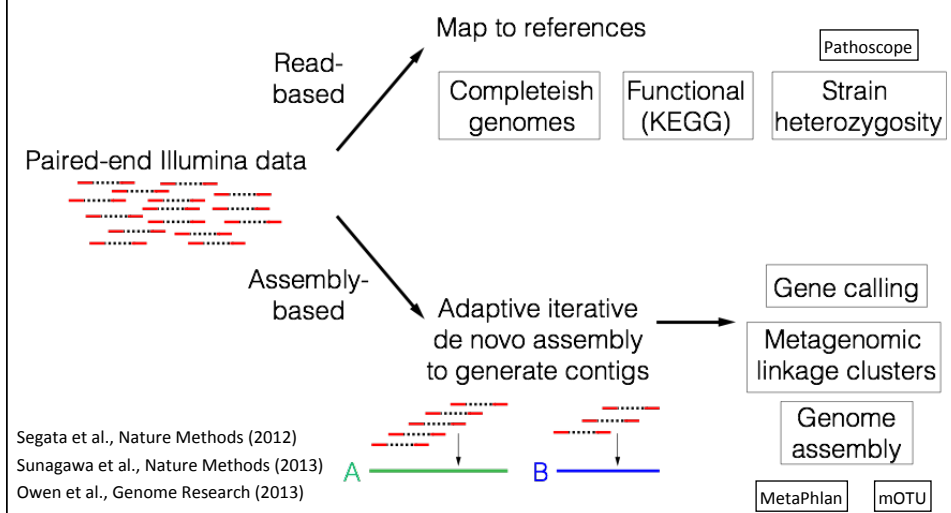 Map to references
Pathoscope
Read-
based
Completeish
genomes
Functional
(KEGG)
Strain
heterozygosity
Paired-end Illumina data
Assembly-
based
Adaptive iterative
de novo assembly
to generate contigs
Gene calling
Metagenomic
linkage clusters
Genome
assembly
Segata et al., Nature Methods (2012)
Sunagawa et al., Nature Methods (2013)
Owen et al., Genome Research (2013)
A
B
MetaPhlan
mOTU